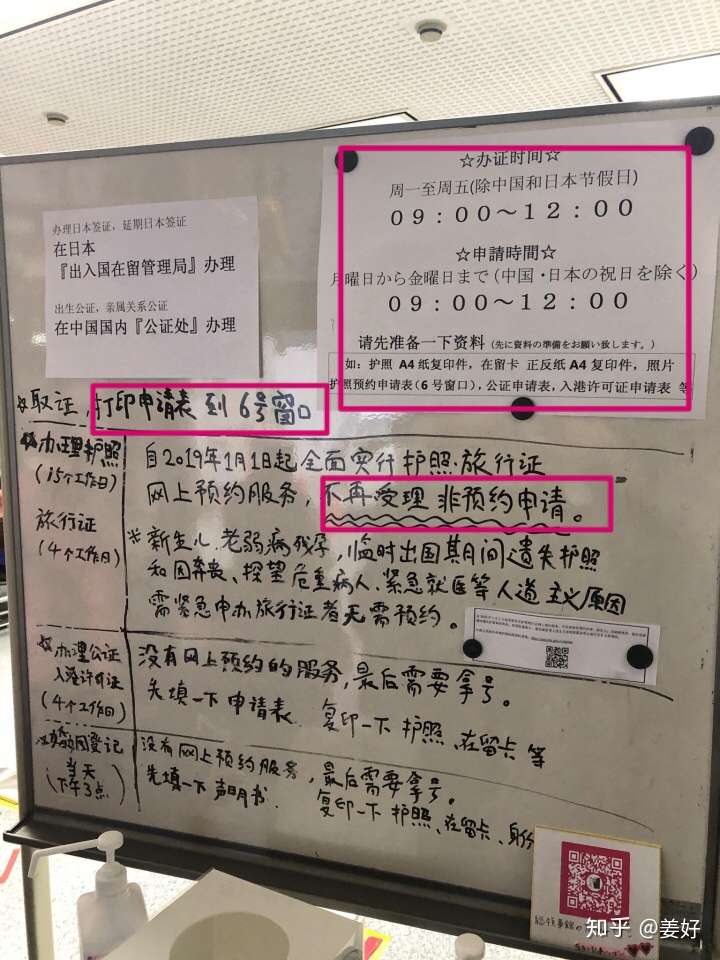 ☆办证时间☆
周一至周五(除中国和日本节假日)
09:00～12:00
☆申請時間☆
月曜日から金曜日まで(中国・日本の祝日を除く)
09:00～12:00
请先准备一下资料(先に資料の準備をお願い致します。)
如:护照 A4纸复印件,在留卡 正反纸A4复印件,照片
护照预约申请表(6号窗口),公证申请表,入港许可证申请表 等
办理日本签证,延期日本签证
在日本
『出入国在留管理局』办理
出生公证,亲属关系公证
在中国国内『公证处』办理
☆取证,打印申请表 到 6号窗口
☆办理护照
(15个工作日)
旅行证
(4个工作日)
自2019年1月1日起全面实行护照·旅行证
网上预约服务,不再受理 非预约申请。
※新生儿、老弱病残孕,临时出国期间遗失护照
和因奔丧、探望危重病人、紧急就医等人道主义原因
需紧急申办旅行证者无需预约。
☆办理公证
入港许可证
(4个工作日)
没有网上预约的服务,最后需要拿号。
先填一下 申请表 复印一下 护照、在留卡 等
婚姻登记
(当天
下午3点)
没有网上预约服务,最后需要拿号。
先填一下 声明书 复印一下 护照、在留卡、身份
知乎 @姜好